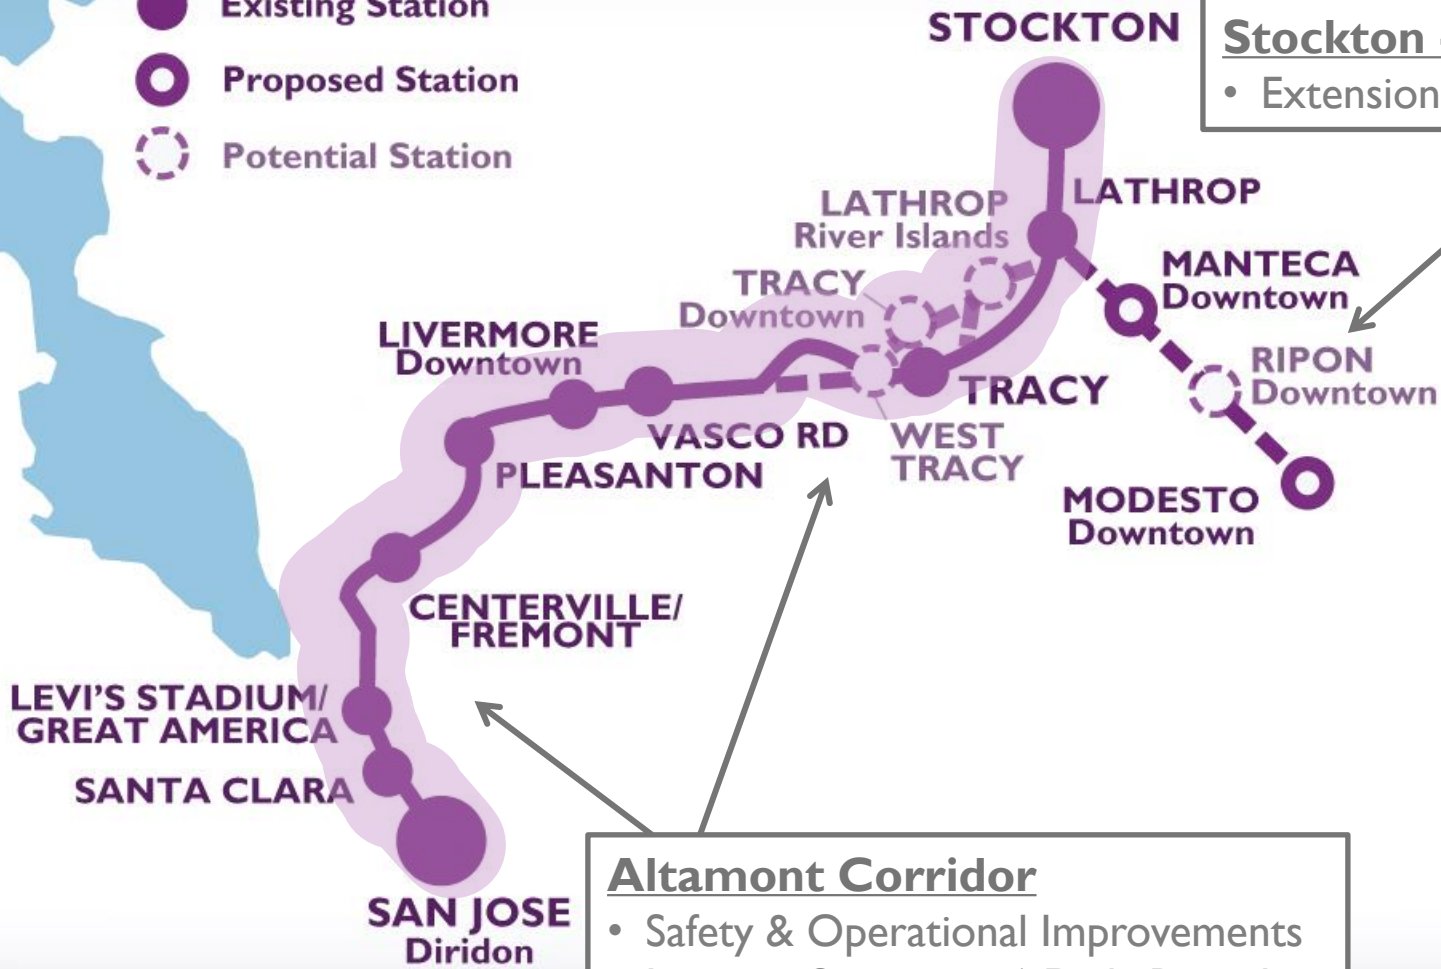 Existing Station
Proposed Station
Potential Station
STOCKTON
Stockton
• Extension
LATHROP
LATHROP
River Islands
MANTECA
Downtown
TRACY
Downtown
LIVERMORE
Downtown
RIPON
Downtown
TRACY
VASCO RD
WEST
TRACY
PLEASANTON
MODESTO
Downtown
CENTERVILLE/
FREMONT
LEVI'S STADIUM/
GREAT AMERICA
SANTA CLARA
SAN JOSE
Diridon
Altamont Corridor
• Safety & Operational Improvements